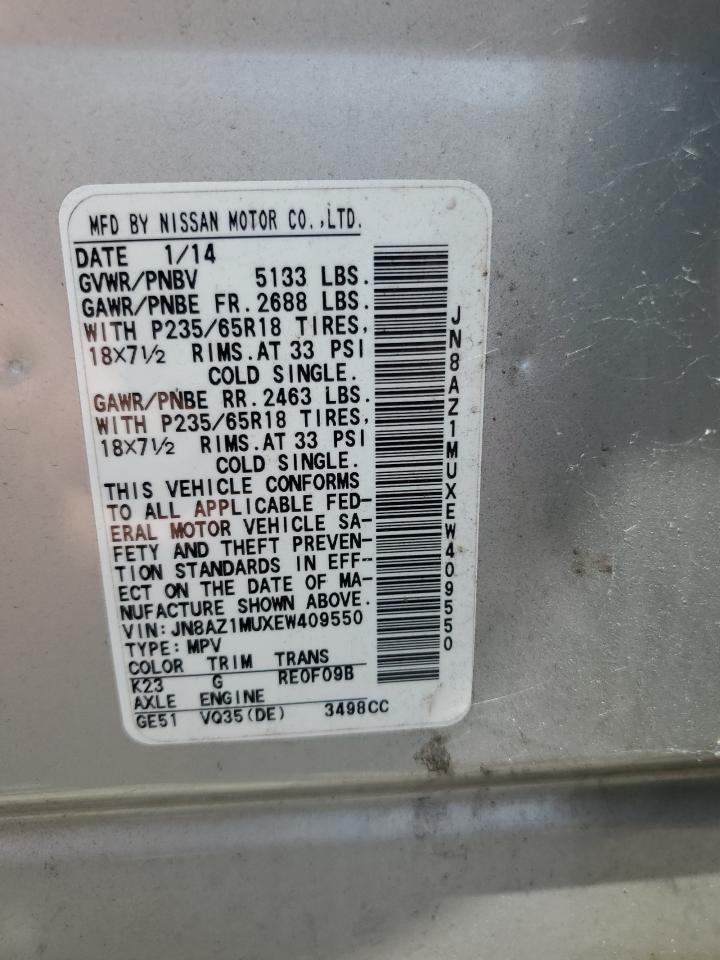 MFD BY NISSAN MOTOR CO.,LTD.
DATE 1/14
GVWR/PNBV 5133 LBS.
GAWR/PNBE FR.2688 LBS.
WITH P235/65R18 TIRES,
18×7½ RIMS.AT 33 PSI
COLD SINGLE.
GAWR/PNBE RR.2463 LBS.
WITH P235/65R18 TIRES,
18×7½ RIMS.AT 33 PSI
COLD SINGLE.
THIS VEHICLE CONFORMS
TO ALL APPLICABLE FED-
ERAL MOTOR VEHICLE SA-
FETY AND THEFT PREVEN-
TION STANDARDS IN EFF-
ECT ON THE DATE OF MA-
NUFACTURE SHOWN ABOVE.
VIN:JN8AZ1MUXEW409550
TYPE:MPV
COLOR TRIM TRANS
K23 G RE0F09B
AXLE ENGINE
GE51 VQ35(DE) 3498CC
JN8AZ1MUXEW409550